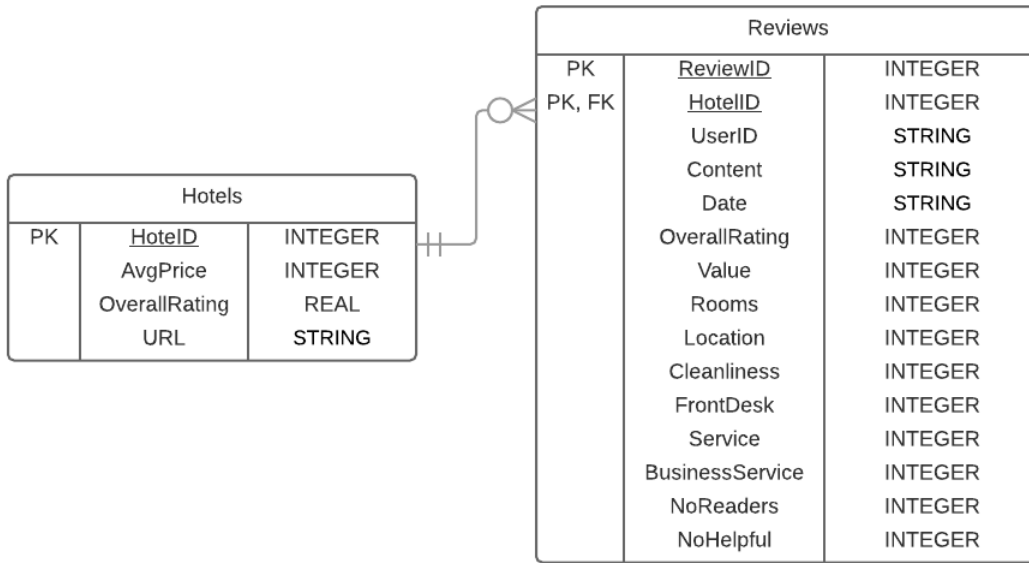 Reviews
PK ReviewID INTEGER
PK, FK HotelID INTEGER
UserID STRING
Content STRING
Date STRING
OverallRating INTEGER
Value INTEGER
Rooms INTEGER
Location INTEGER
Cleanliness INTEGER
FrontDesk INTEGER
Service INTEGER
BusinessService INTEGER
NoReaders INTEGER
NoHelpful INTEGER
Hotels
PK HotelD INTEGER
AvgPrice INTEGER
OverallRating REAL
URL STRING